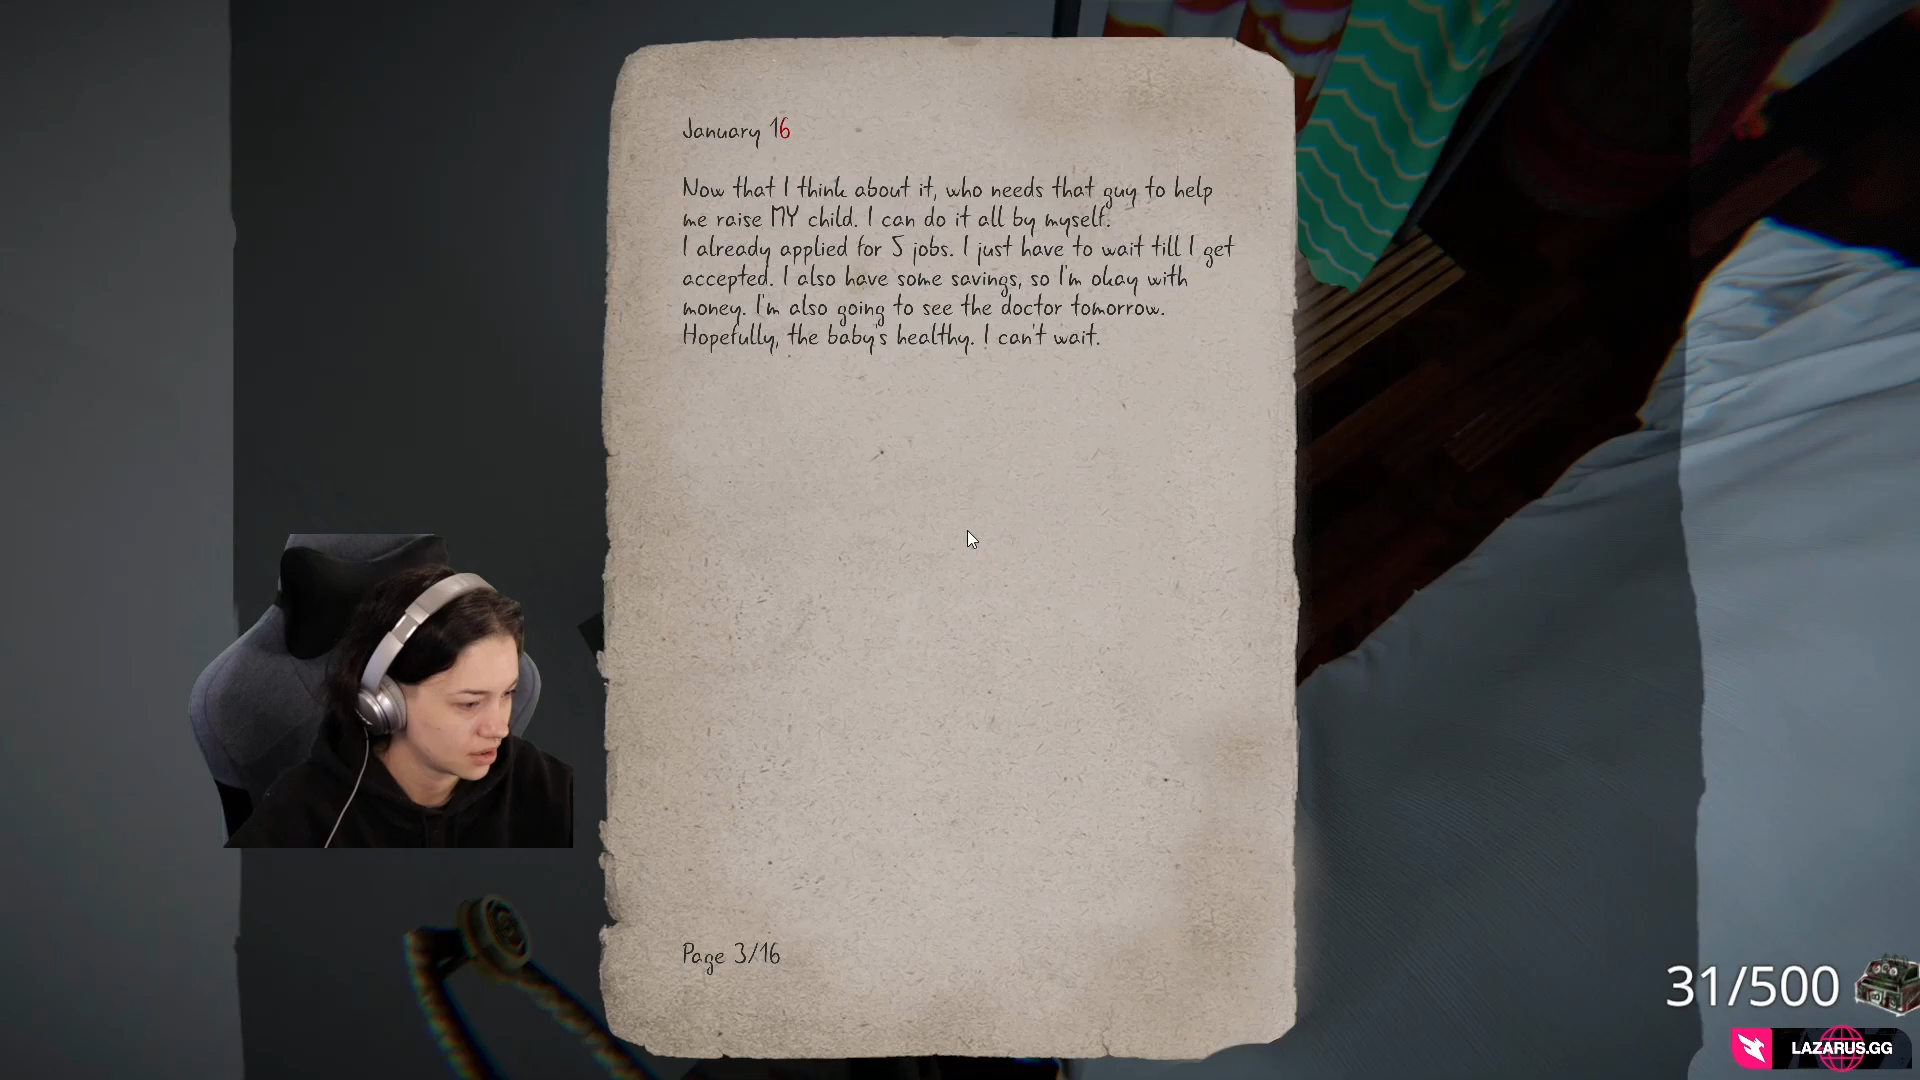 January 16
Now that I think about it, who needs that guy to help
me raise MY child. I can do it all by myself.
I already applied for 5 jobs. I just have to wait till I get
accepted. I also have some savings, so I'm okay with
money. I'm also going to see the doctor tomorrow.
Hopefully, the baby's healthy. I can't wait.
Page 3/16
31/500
LAZARUS.GG